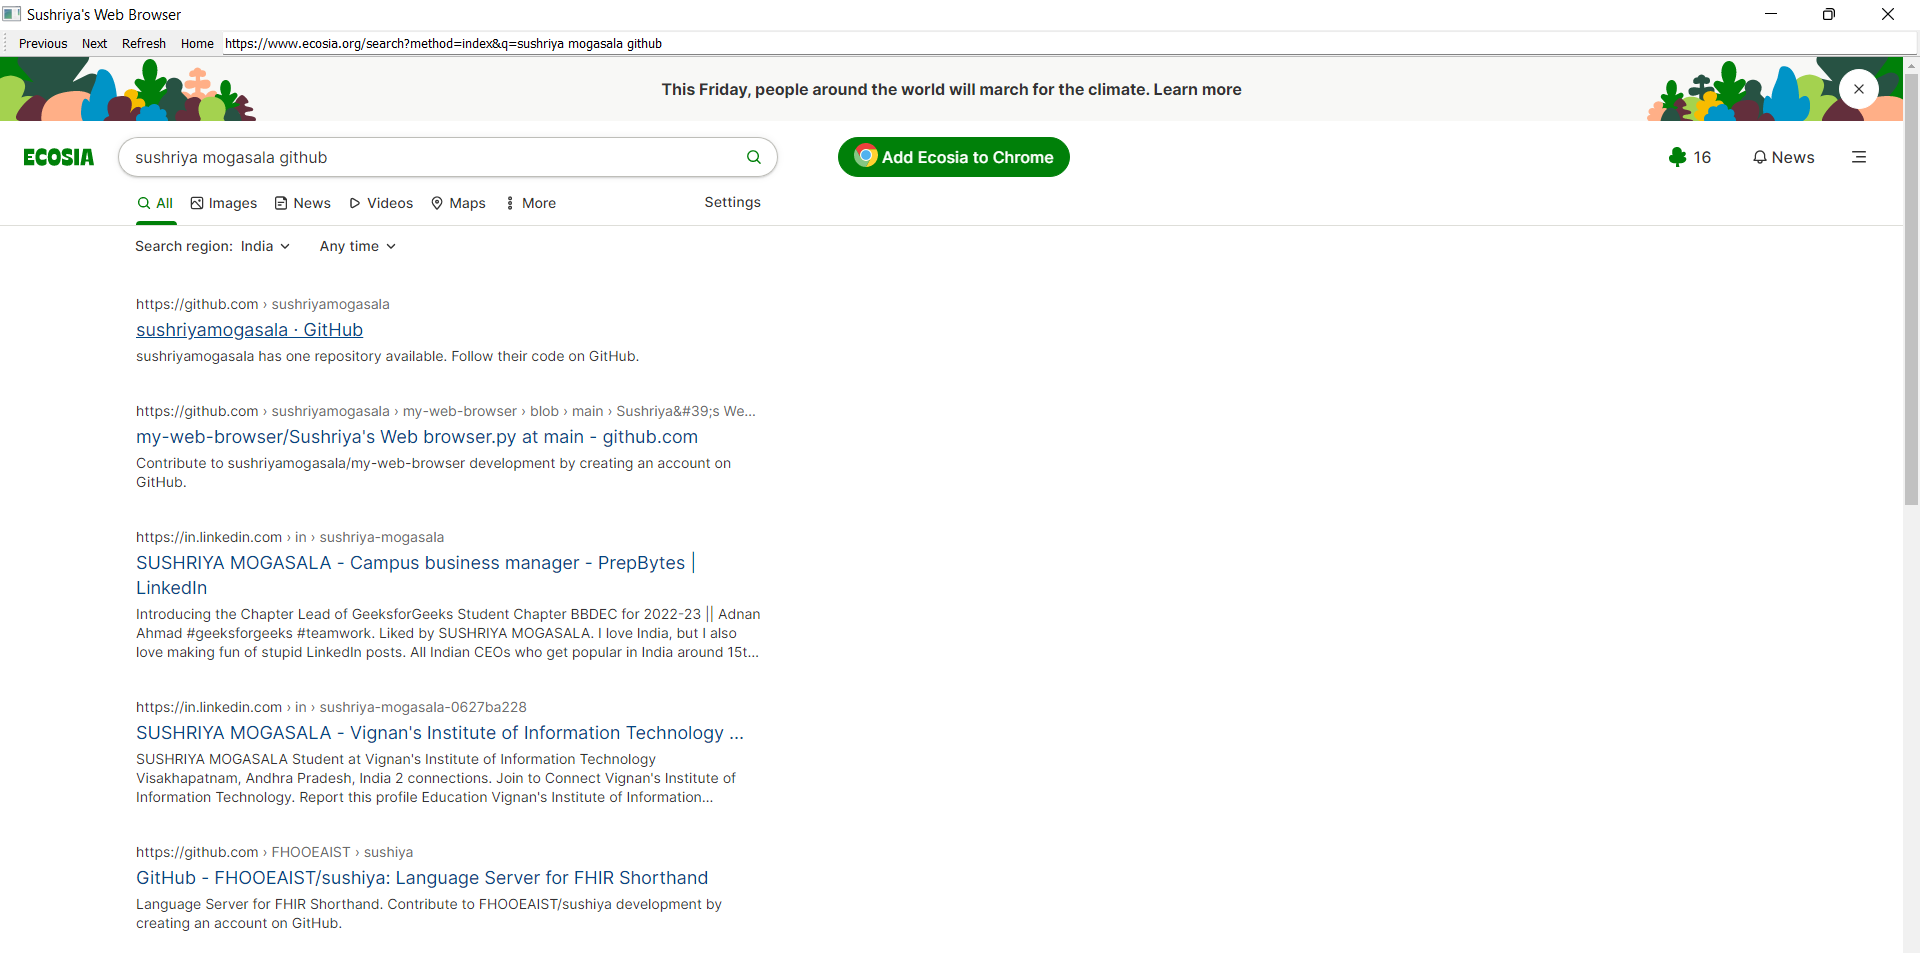 Sushriya's Web Browser
Previous Next Refresh Home https://www.ecosia.org/search?method=index&q=sushriya mogasala github
This Friday, people around the world will march for the climate. Learn more
ECOSIA sushriya mogasala github Add Ecosia to Chrome 16 News
All Images News Videos Maps More Settings
Search region: India Any time
https://github.com › sushriyamogasala
sushriyamogasala · GitHub
sushriyamogasala has one repository available. Follow their code on GitHub.
https://github.com › sushriyamogasala › my-web-browser › blob › main › Sushriya&#39;s We...
my-web-browser/Sushriya's Web browser.py at main - github.com
Contribute to sushriyamogasala/my-web-browser development by creating an account on
GitHub.
https://in.linkedin.com › in › sushriya-mogasala
SUSHRIYA MOGASALA - Campus business manager - PrepBytes |
LinkedIn
Introducing the Chapter Lead of GeeksforGeeks Student Chapter BBDEC for 2022-23 || Adnan
Ahmad #geeksforgeeks #teamwork. Liked by SUSHRIYA MOGASALA. I love India, but I also
love making fun of stupid LinkedIn posts. All Indian CEOs who get popular in India around 15t...
https://in.linkedin.com › in › sushriya-mogasala-0627ba228
SUSHRIYA MOGASALA - Vignan's Institute of Information Technology ...
SUSHRIYA MOGASALA Student at Vignan's Institute of Information Technology
Visakhapatnam, Andhra Pradesh, India 2 connections. Join to Connect Vignan's Institute of
Information Technology. Report this profile Education Vignan's Institute of Information...
https://github.com › FHOOEAIST › sushiya
GitHub - FHOOEAIST/sushiya: Language Server for FHIR Shorthand
Language Server for FHIR Shorthand. Contribute to FHOOEAIST/sushiya development by
creating an account on GitHub.